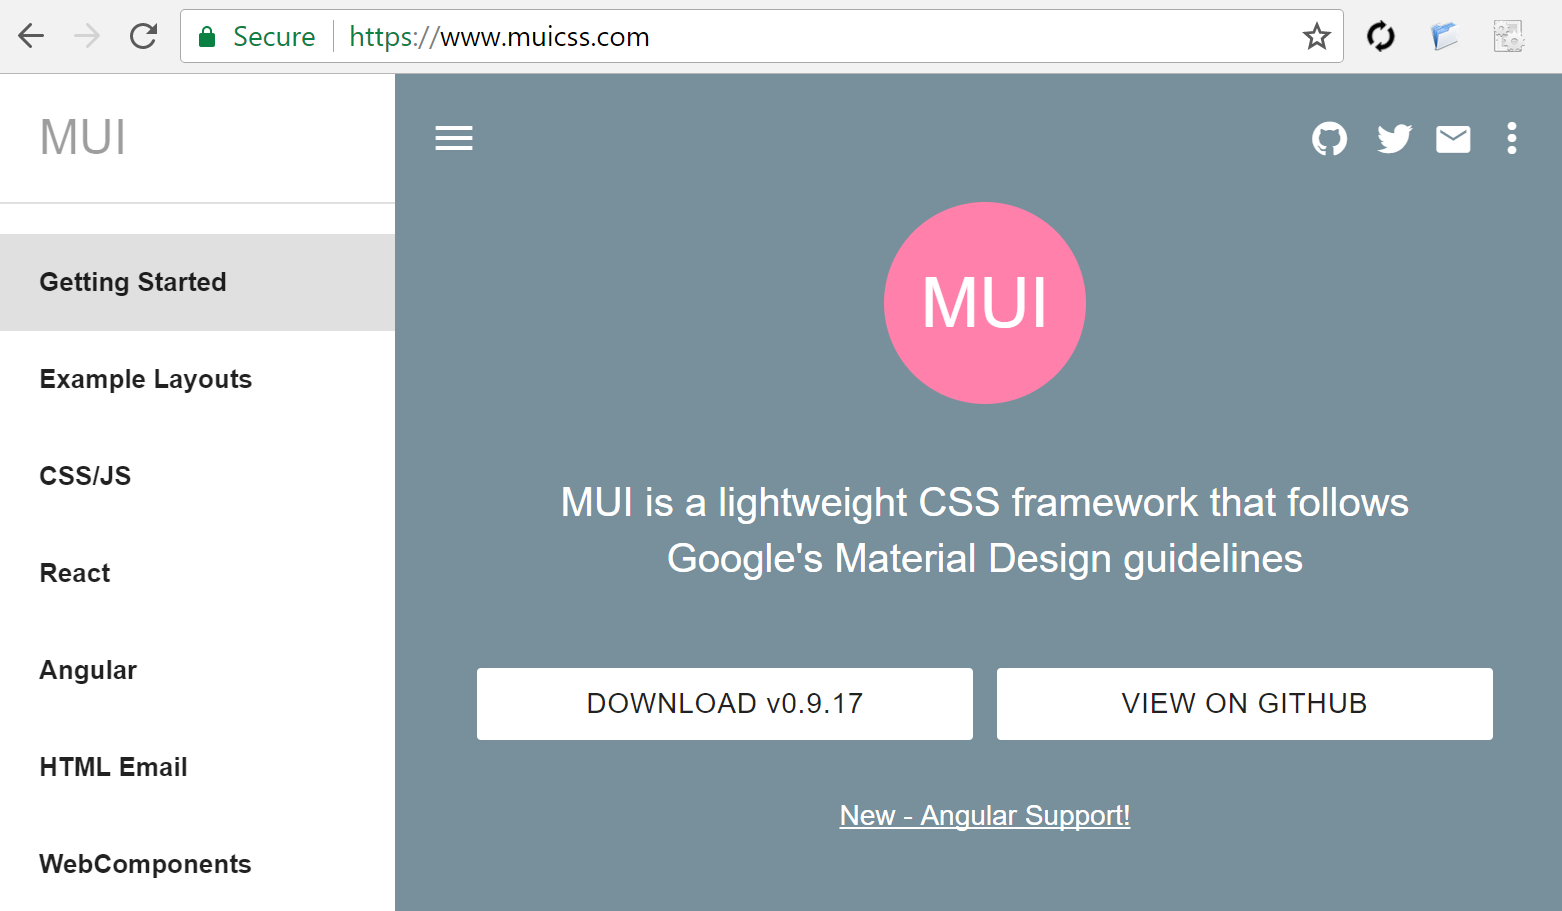 Secure
https://www.muicss.com
MUI
Getting Started
Example Layouts
CSS/JS
React
Angular
HTML Email
WebComponents
MUI
MUI is a lightweight CSS framework that follows
Google's Material Design guidelines
DOWNLOAD v0.9.17
VIEW ON GITHUB
New - Angular Support!